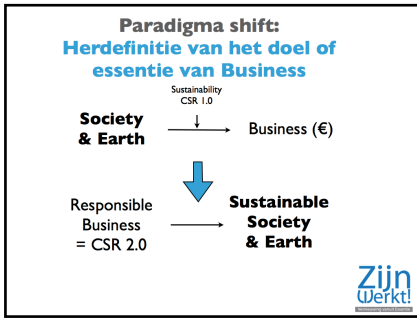 Paradigma shift:
Herdefinitie van het doel of
essentie van Business
Sustainability
CSR 1.0
Society
& Earth
Business (€)
Responsible
Business
= CSR 2.0
Sustainable
Society
& Earth
Zijn
Werkt!